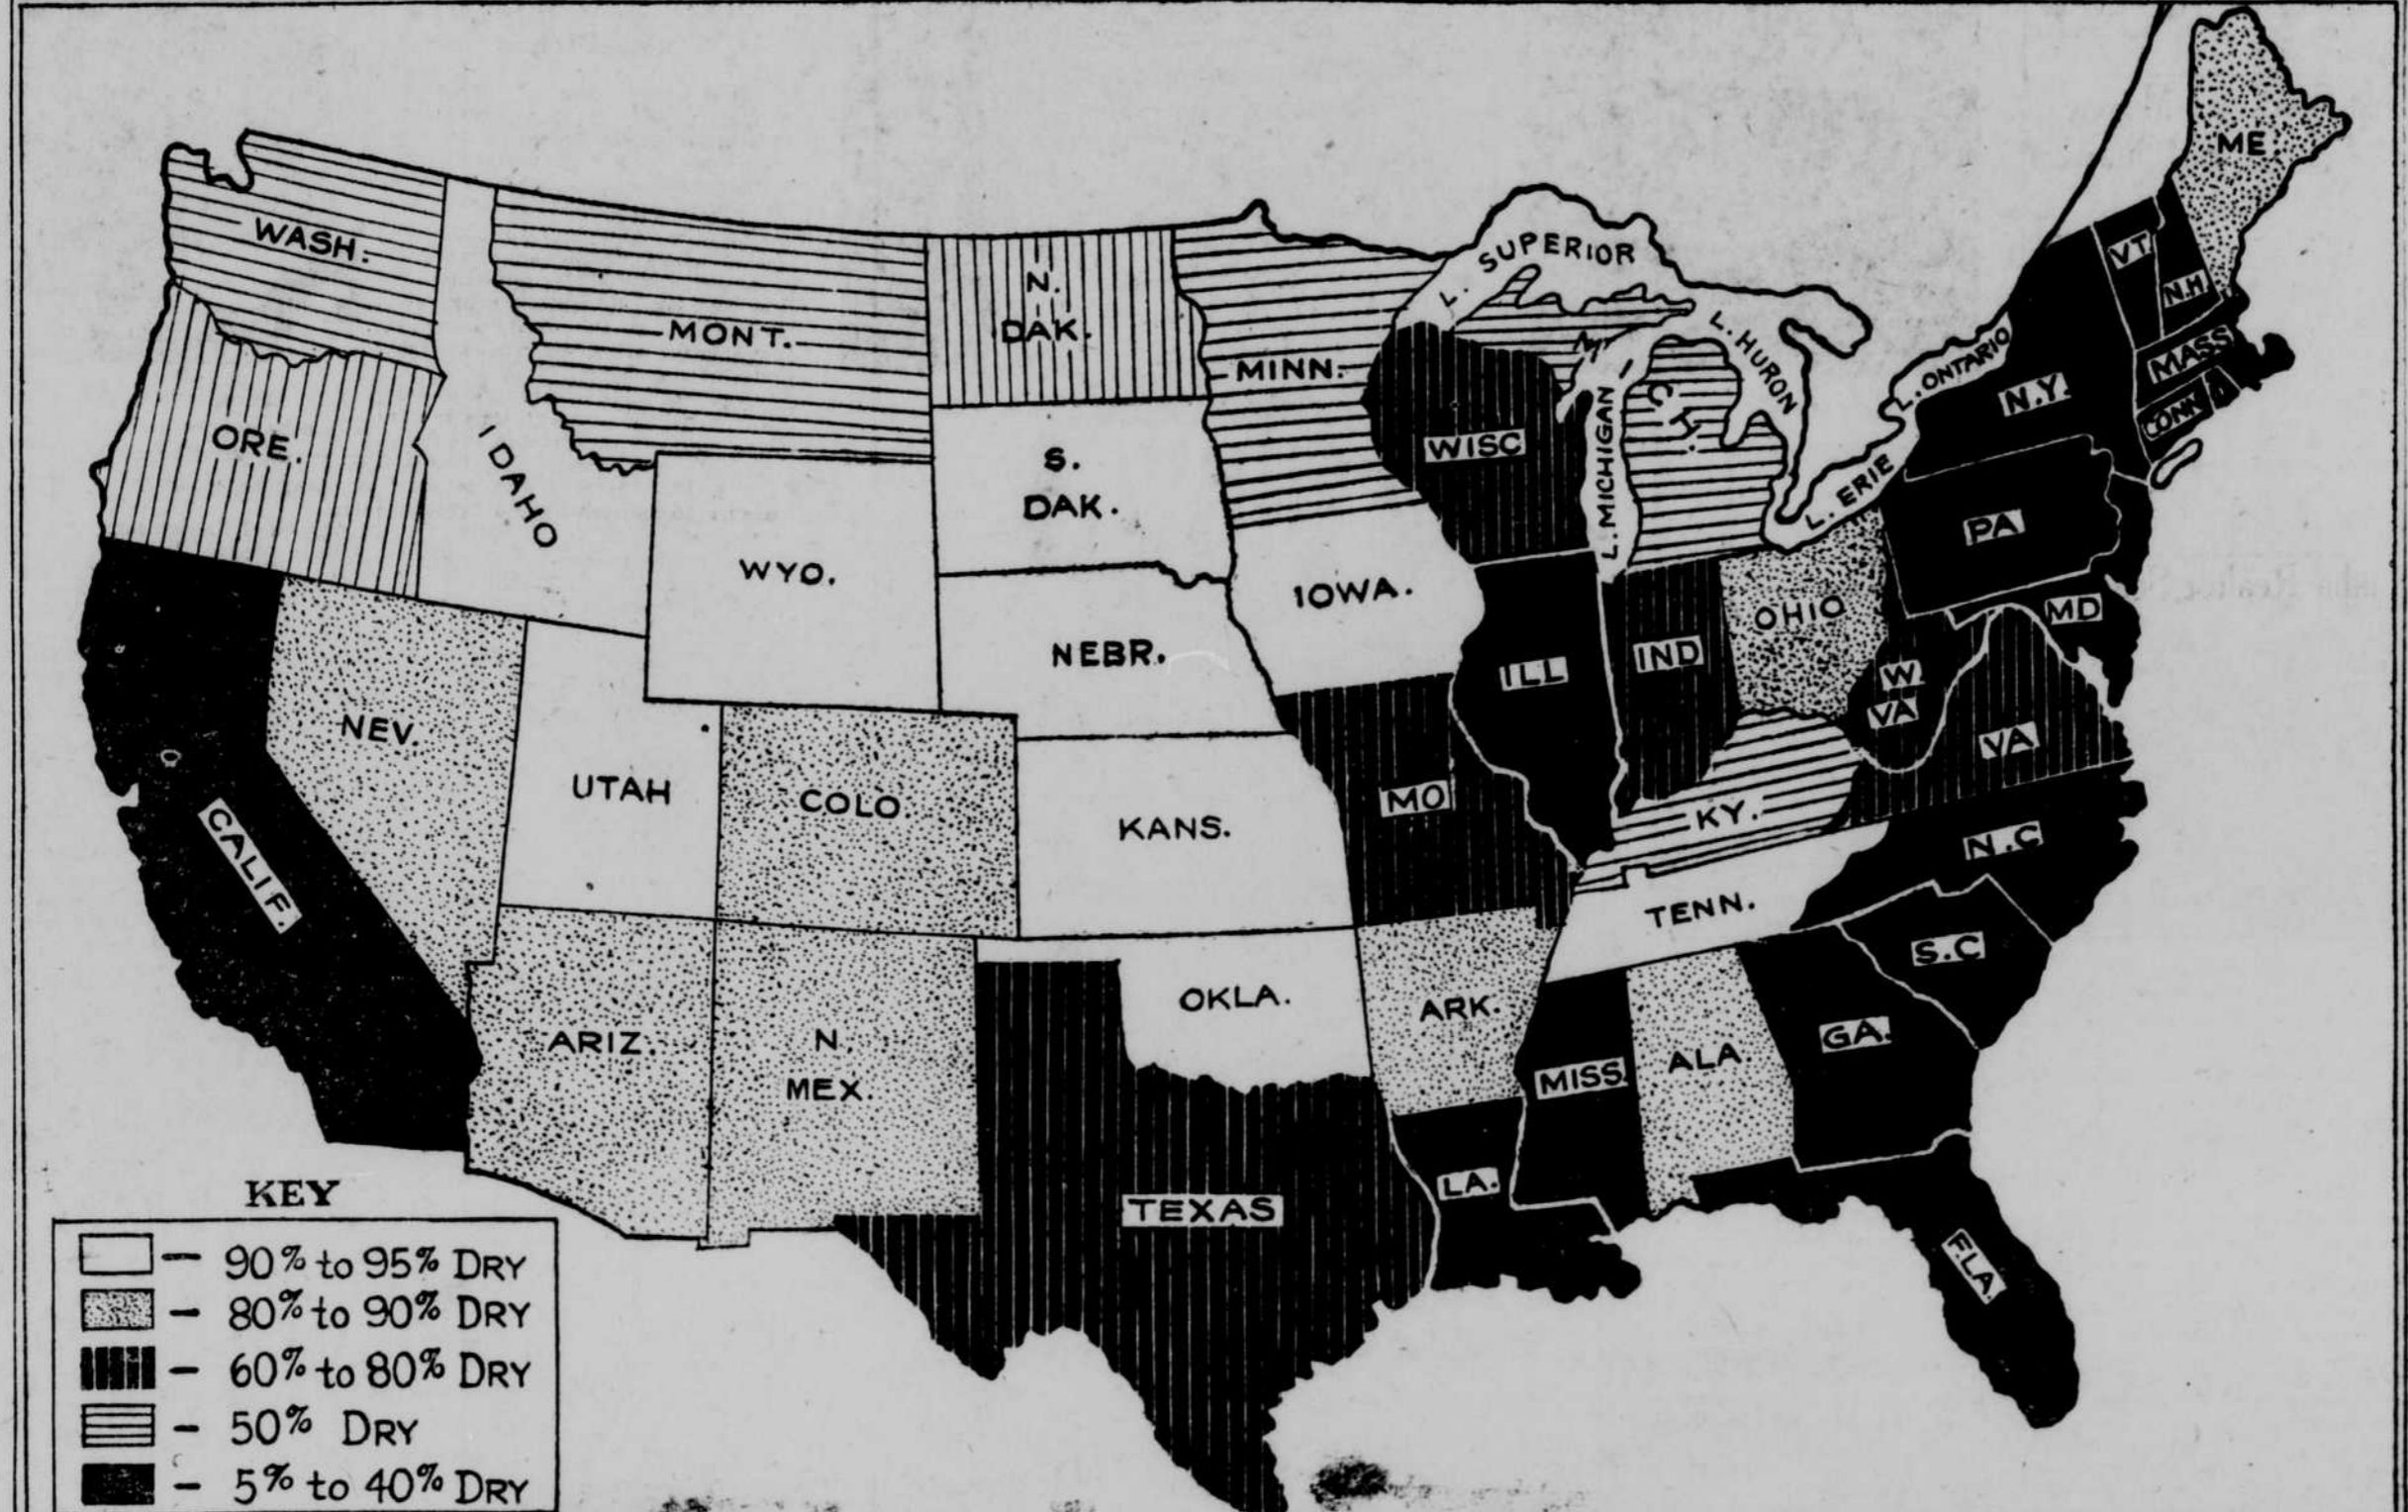 ME.
WASH.
MONT.
N.
DAK.
MINN.
L. SUPERIOR
MICH.
L. HURON
L. MICHIGAN
L. ONTARIO
L. ERIE
VT
N.H
MASS
CONN
N.Y.
ORE.
IDAHO
S.
DAK.
WISC
PA
WYO.
IOWA.
OHIO
MD
NEBR.
ILL
IND
W.
VA
VA
NEV.
UTAH
COLO.
KANS.
MO
KY.
N.C
CALIF.
TENN.
S.C
ARIZ.
N.
MEX.
OKLA.
ARK.
MISS.
ALA
GA.
TEXAS
LA.
FLA.
KEY
— 90% to 95% DRY
– 80% to 90% DRY
– 60% to 80% DRY
– 50% DRY
– 5% to 40% DRY